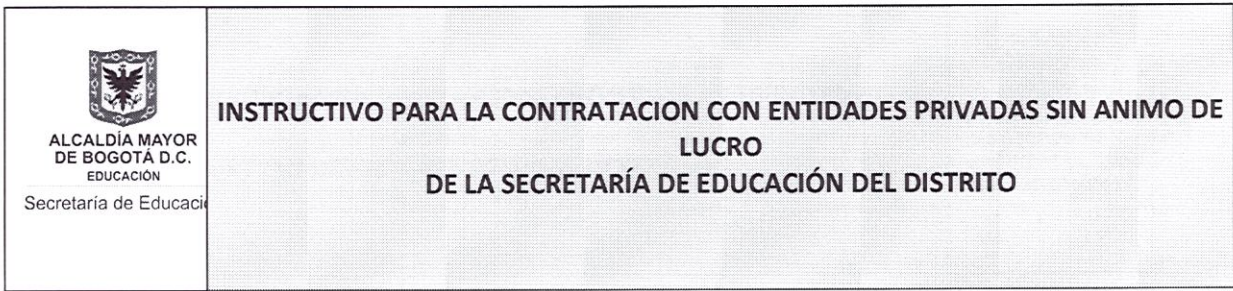 ALCALDÍA MAYOR
DE BOGOTÁ D.C.
EDUCACIÓN
Secretaría de Educació
INSTRUCTIVO PARA LA CONTRATACION CON ENTIDADES PRIVADAS SIN ANIMO DE
LUCRO
DE LA SECRETARÍA DE EDUCACIÓN DEL DISTRITO